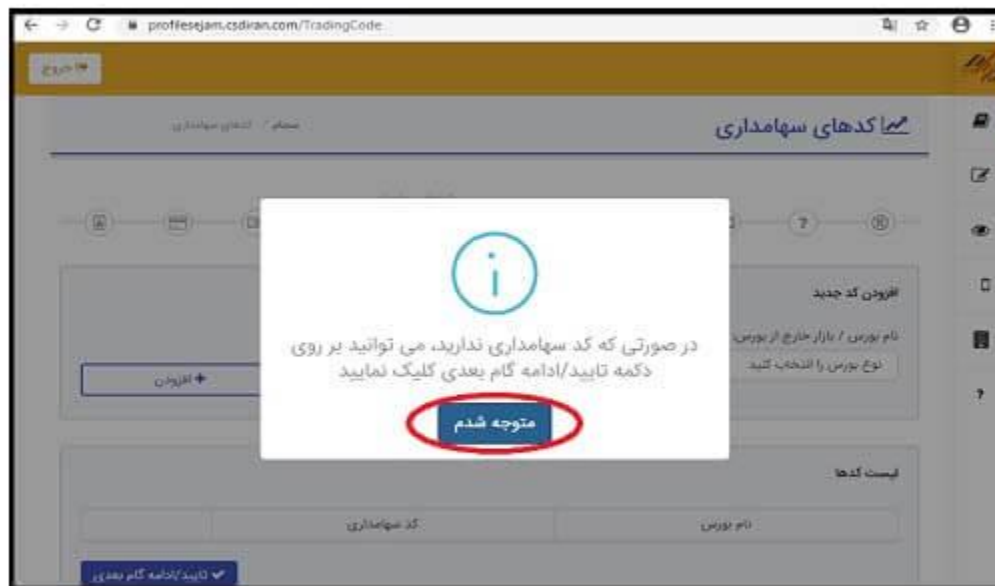 profilesejam.csdiran.com/TradingCode
خروج
کدهای سهامداری
سجام / کدهای سهامداری
?
افزودن کد جدید
نام بورس / بازار خارج از بورس:
نوع بورس را انتخاب کنید
+ افزودن
در صورتی که کد سهامداری ندارید، می توانید بر روی
دکمه تایید/ادامه گام بعدی کلیک نمایید
متوجه شدم
لیست کدها
نام بورس
کد سهامداری
تایید/ادامه گام بعدی
?